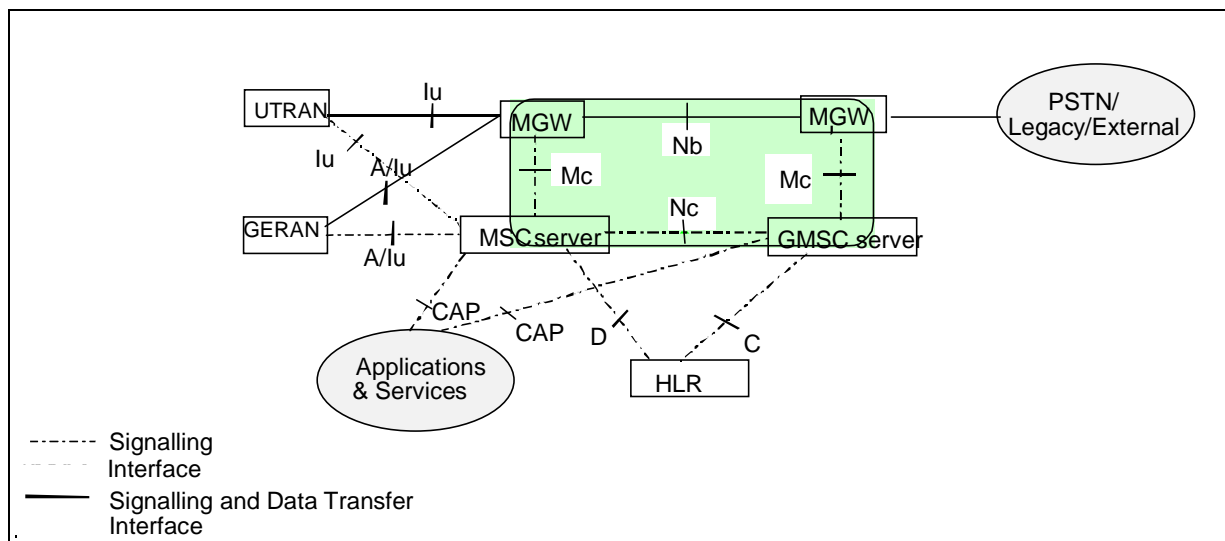 Iu
UTRAN
MGW
MGW
PSTN/
Legacy/External
Nb
Iu
A/Iu
Mc
Mc
Nc
GERAN
MSC server
GMSC server
A/Iu
CAP
CAP
D
C
Applications
& Services
HLR
Signalling
Interface
Signalling and Data Transfer
Interface